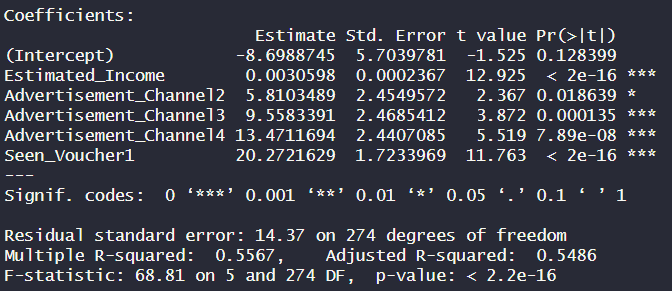 Coefficients:
                         Estimate Std. Error t value Pr(>|t|)
(Intercept)            -8.6988745  5.7039781  -1.525 0.128399
Estimated_Income        0.0030598  0.0002367  12.925  < 2e-16 ***
Advertisement_Channel2  5.8103489  2.4549572   2.367 0.018639 *
Advertisement_Channel3  9.5583391  2.4685412   3.872 0.000135 ***
Advertisement_Channel4 13.4711694  2.4407085   5.519 7.89e-08 ***
Seen_Voucher1          20.2721629  1.7233969  11.763  < 2e-16 ***
---
Signif. codes:  0 ‘***’ 0.001 ‘**’ 0.01 ‘*’ 0.05 ‘.’ 0.1 ‘ ’ 1
Residual standard error: 14.37 on 274 degrees of freedom
Multiple R-squared:  0.5567,    Adjusted R-squared:  0.5486
F-statistic: 68.81 on 5 and 274 DF,  p-value: < 2.2e-16